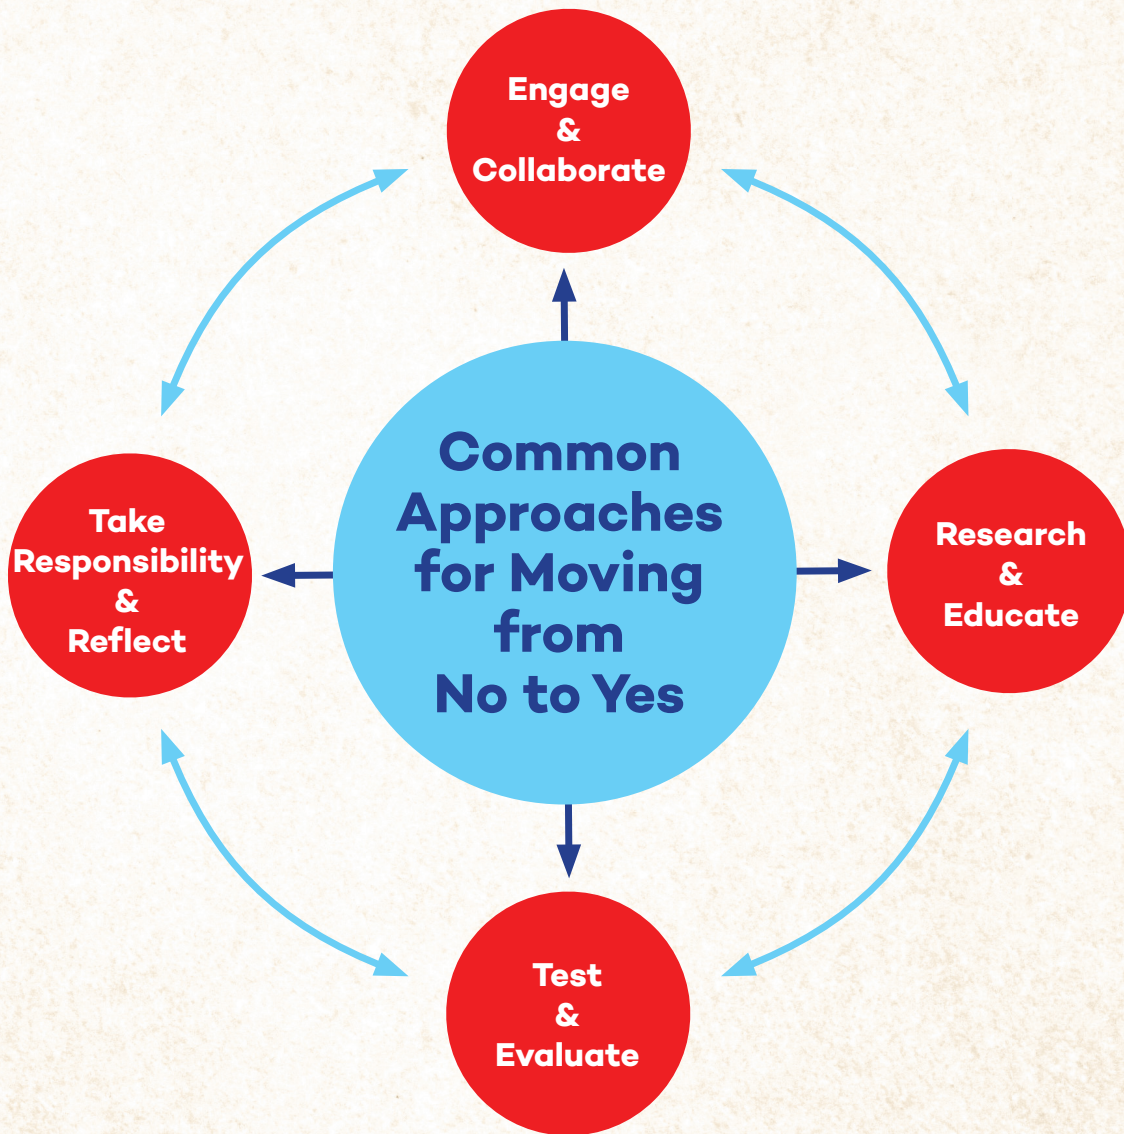 Engage
&
Collaborate
Common
Approaches
for Moving
from
No to Yes
Take
Responsibility
&
Reflect
Research
&
Educate
Test
&
Evaluate